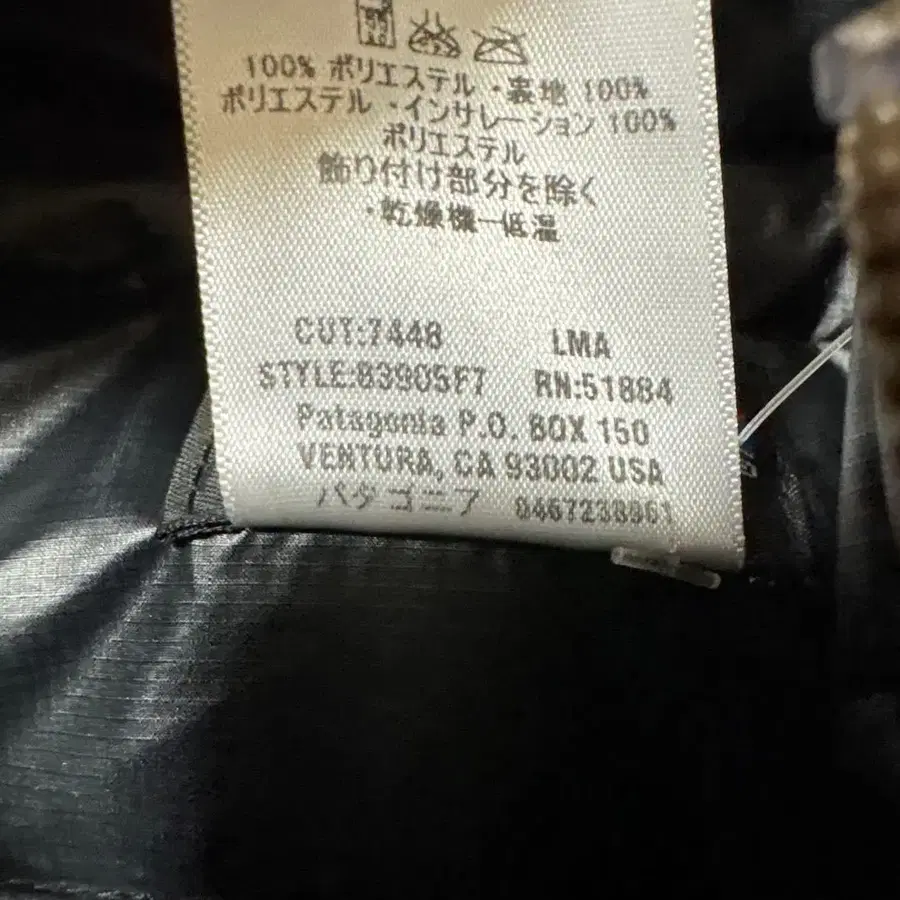 100% ポリエステル ・裏地 100%
ポリエステル ・インサレーション 100%
ポリエステル
飾り付け部分を除く
・乾燥機ー低温
CUT:7448 LMA
STYLE:83905F7 RN:51884
Patagonia P.O. BOX 150
VENTURA, CA 93002 USA
パタゴニア 0467238961